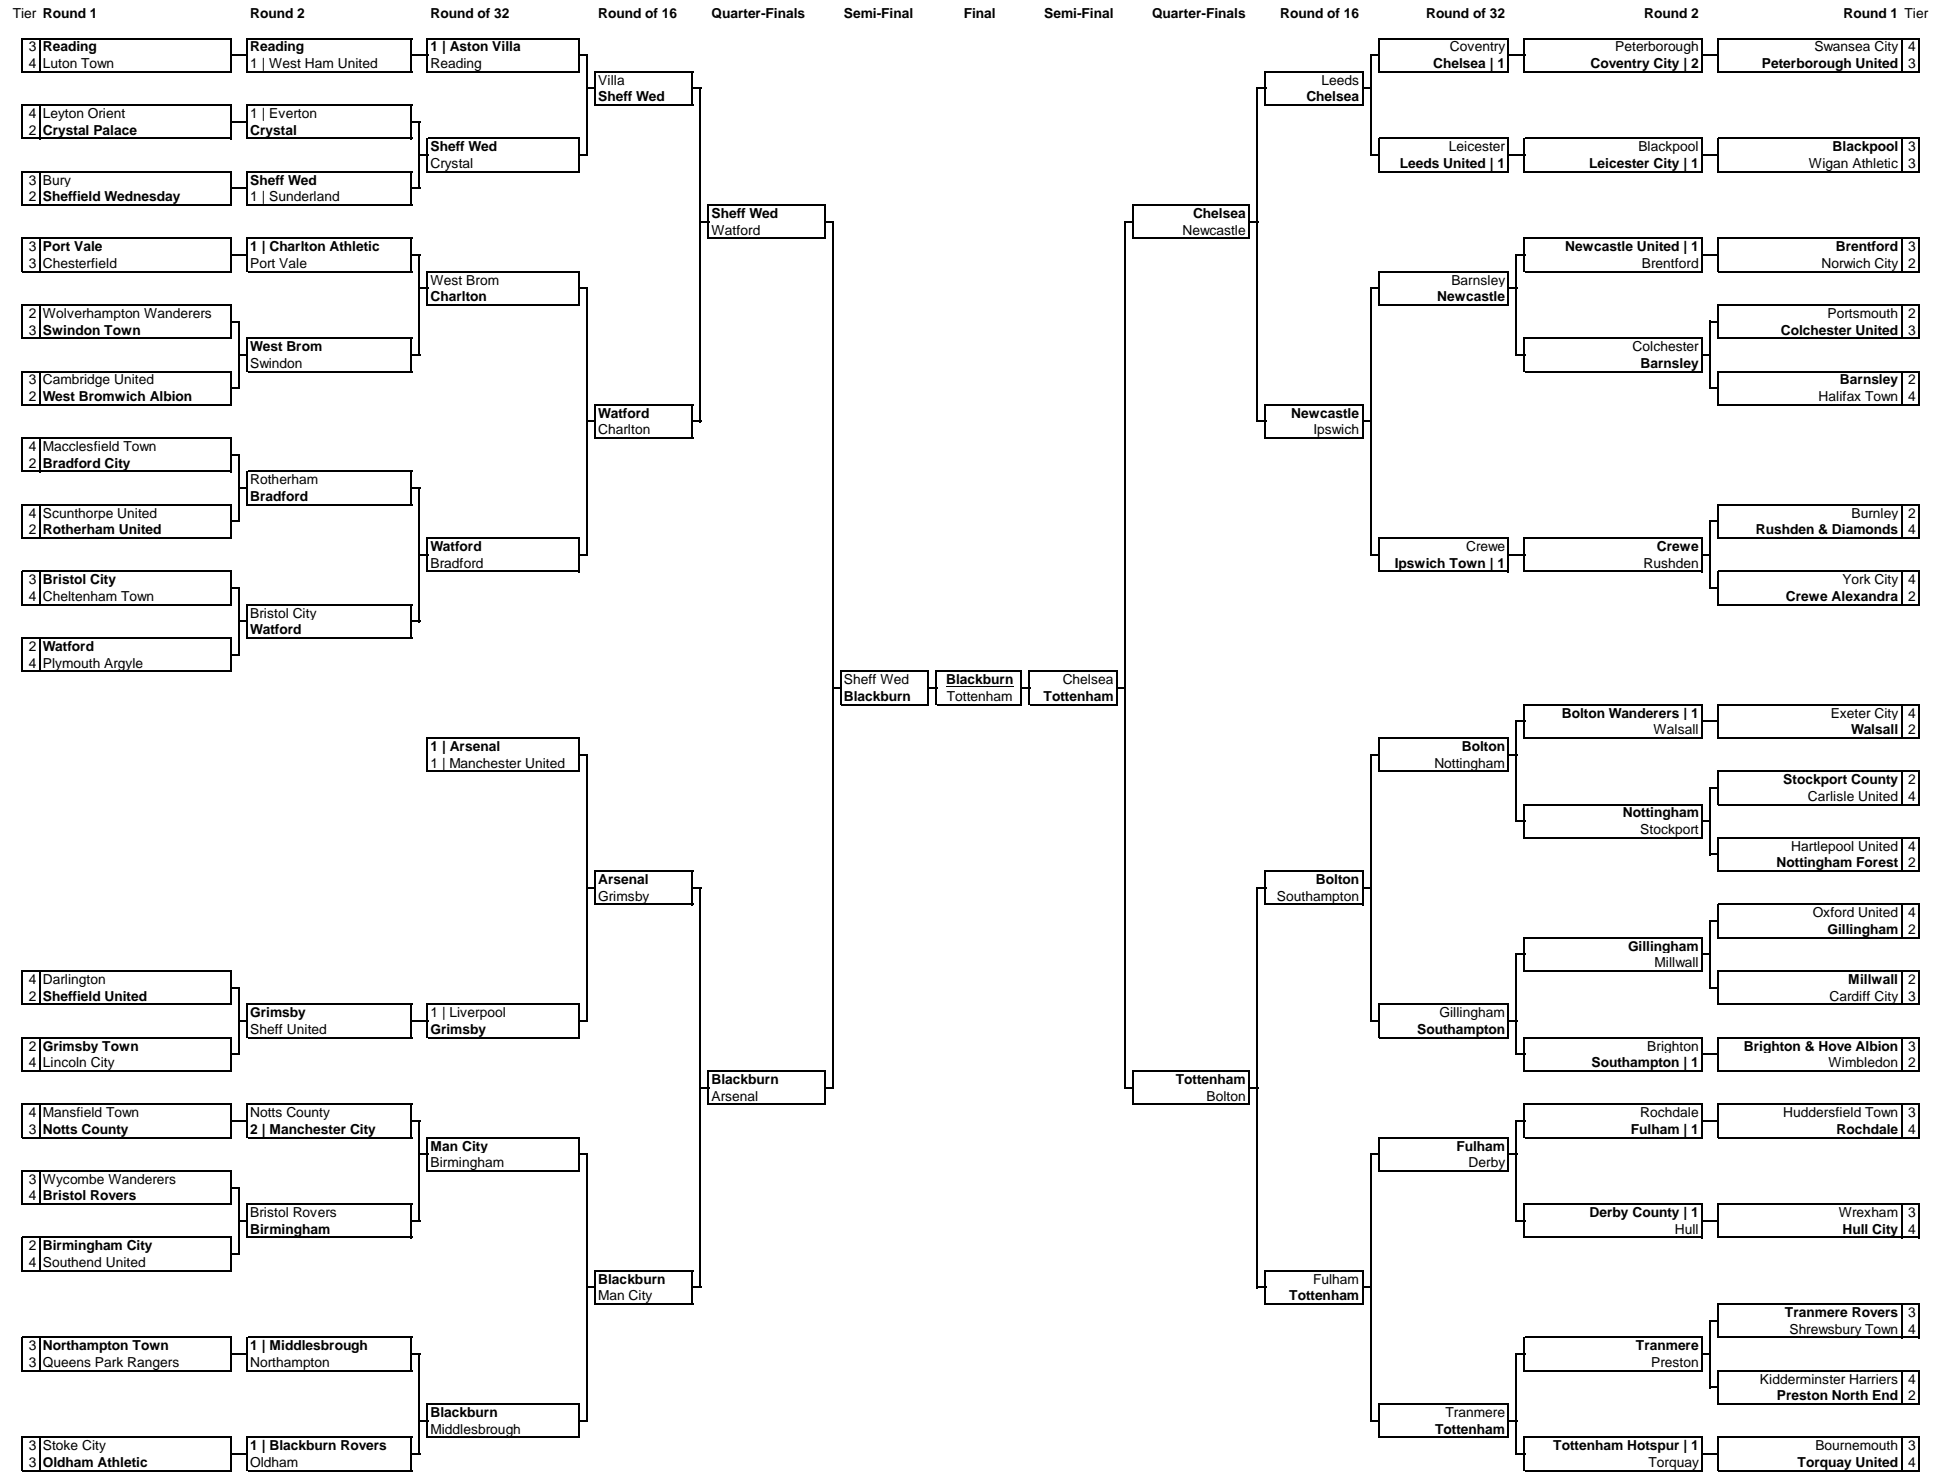 Tier Round 1 Round 2 Round of 32 Round of 16 Quarter-Finals Semi-Final Final Semi-Final Quarter-Finals Round of 16 Round of 32 Round 2 Round 1 Tier
3 Reading Reading 1 | Aston Villa Coventry Peterborough Swansea City 4
4 Luton Town 1 | West Ham United Reading Chelsea | 1 Coventry City | 2 Peterborough United 3
Villa Leeds
Sheff Wed Chelsea
4 Leyton Orient 1 | Everton
2 Crystal Palace Crystal
Sheff Wed Leicester Blackpool Blackpool 3
Crystal Leeds United | 1 Leicester City | 1 Wigan Athletic 3
3 Bury Sheff Wed
2 Sheffield Wednesday 1 | Sunderland
Sheff Wed Chelsea
Watford Newcastle
3 Port Vale 1 | Charlton Athletic Newcastle United | 1 Brentford 3
3 Chesterfield Port Vale Brentford Norwich City 2
West Brom Barnsley
Charlton Newcastle
2 Wolverhampton Wanderers Portsmouth 2
3 Swindon Town Colchester United 3
West Brom Colchester
Swindon Barnsley
3 Cambridge United Barnsley 2
2 West Bromwich Albion Halifax Town 4
Watford Newcastle
Charlton Ipswich
4 Macclesfield Town
2 Bradford City
Rotherham
Bradford
4 Scunthorpe United Burnley 2
2 Rotherham United Rushden & Diamonds 4
Watford Crewe Crewe
Bradford Ipswich Town | 1 Rushden
3 Bristol City York City 4
4 Cheltenham Town Crewe Alexandra 2
Bristol City
Watford
2 Watford
4 Plymouth Argyle
Sheff Wed Blackburn Chelsea
Blackburn Tottenham Tottenham
Bolton Wanderers | 1 Exeter City 4
Walsall Walsall 2
1 | Arsenal Bolton
1 | Manchester United Nottingham
Stockport County 2
Carlisle United 4
Nottingham
Stockport
Hartlepool United 4
Nottingham Forest 2
Arsenal Bolton
Grimsby Southampton
Oxford United 4
Gillingham 2
Gillingham
Millwall
4 Darlington Millwall 2
2 Sheffield United Cardiff City 3
Grimsby 1 | Liverpool Gillingham
Sheff United Grimsby Southampton
2 Grimsby Town Brighton Brighton & Hove Albion 3
4 Lincoln City Southampton | 1 Wimbledon 2
Blackburn Tottenham
Arsenal Bolton
4 Mansfield Town Notts County Rochdale Huddersfield Town 3
3 Notts County 2 | Manchester City Fulham | 1 Rochdale 4
Man City Fulham
Birmingham Derby
3 Wycombe Wanderers
4 Bristol Rovers
Bristol Rovers Derby County | 1 Wrexham 3
Birmingham Hull Hull City 4
2 Birmingham City
4 Southend United
Blackburn Fulham
Man City Tottenham
Tranmere Rovers 3
Shrewsbury Town 4
3 Northampton Town 1 | Middlesbrough Tranmere
3 Queens Park Rangers Northampton Preston
Kidderminster Harriers 4
Preston North End 2
Blackburn Tranmere
Middlesbrough Tottenham
3 Stoke City 1 | Blackburn Rovers Tottenham Hotspur | 1 Bournemouth 3
3 Oldham Athletic Oldham Torquay Torquay United 4